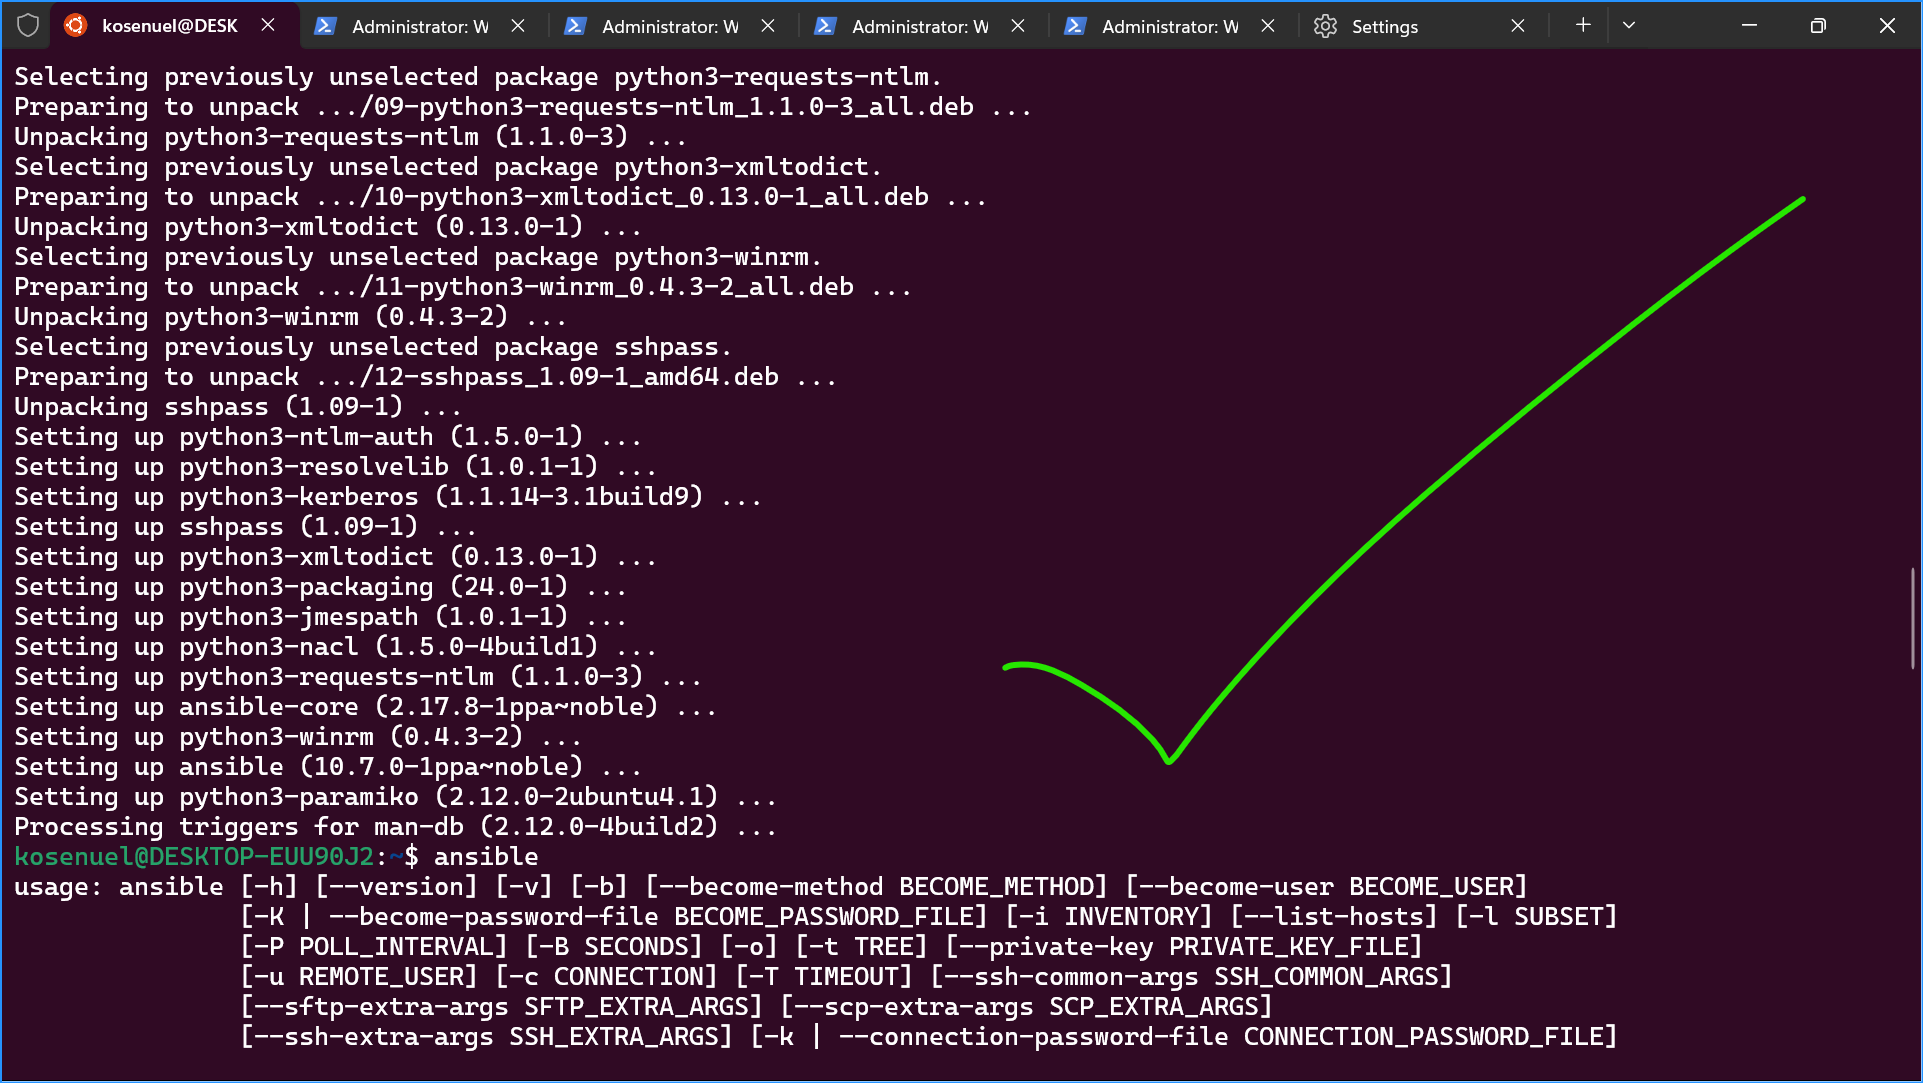 kosenuel@DESK
Administrator: W
Administrator: W
Administrator: W
Administrator: W
Settings
Selecting previously unselected package python3-requests-ntlm.
Preparing to unpack .../09-python3-requests-ntlm_1.1.0-3_all.deb ...
Unpacking python3-requests-ntlm (1.1.0-3) ...
Selecting previously unselected package python3-xmltodict.
Preparing to unpack .../10-python3-xmltodict_0.13.0-1_all.deb ...
Unpacking python3-xmltodict (0.13.0-1) ...
Selecting previously unselected package python3-winrm.
Preparing to unpack .../11-python3-winrm_0.4.3-2_all.deb ...
Unpacking python3-winrm (0.4.3-2) ...
Selecting previously unselected package sshpass.
Preparing to unpack .../12-sshpass_1.09-1_amd64.deb ...
Unpacking sshpass (1.09-1) ...
Setting up python3-ntlm-auth (1.5.0-1) ...
Setting up python3-resolvelib (1.0.1-1) ...
Setting up python3-kerberos (1.1.14-3.1build9) ...
Setting up sshpass (1.09-1) ...
Setting up python3-xmltodict (0.13.0-1) ...
Setting up python3-packaging (24.0-1) ...
Setting up python3-jmespath (1.0.1-1) ...
Setting up python3-nacl (1.5.0-4build1) ...
Setting up python3-requests-ntlm (1.1.0-3) ...
Setting up ansible-core (2.17.8-1ppa~noble) ...
Setting up python3-winrm (0.4.3-2) ...
Setting up ansible (10.7.0-1ppa~noble) ...
Setting up python3-paramiko (2.12.0-2ubuntu4.1) ...
Processing triggers for man-db (2.12.0-4build2) ...
kosenuel@DESKTOP-EUU90J2:~$ ansible
usage: ansible [-h] [--version] [-v] [-b] [--become-method BECOME_METHOD] [--become-user BECOME_USER]
[-K | --become-password-file BECOME_PASSWORD_FILE] [-i INVENTORY] [--list-hosts] [-l SUBSET]
[-P POLL_INTERVAL] [-B SECONDS] [-o] [-t TREE] [--private-key PRIVATE_KEY_FILE]
[-u REMOTE_USER] [-c CONNECTION] [-T TIMEOUT] [--ssh-common-args SSH_COMMON_ARGS]
[--sftp-extra-args SFTP_EXTRA_ARGS] [--scp-extra-args SCP_EXTRA_ARGS]
[--ssh-extra-args SSH_EXTRA_ARGS] [-k | --connection-password-file CONNECTION_PASSWORD_FILE]